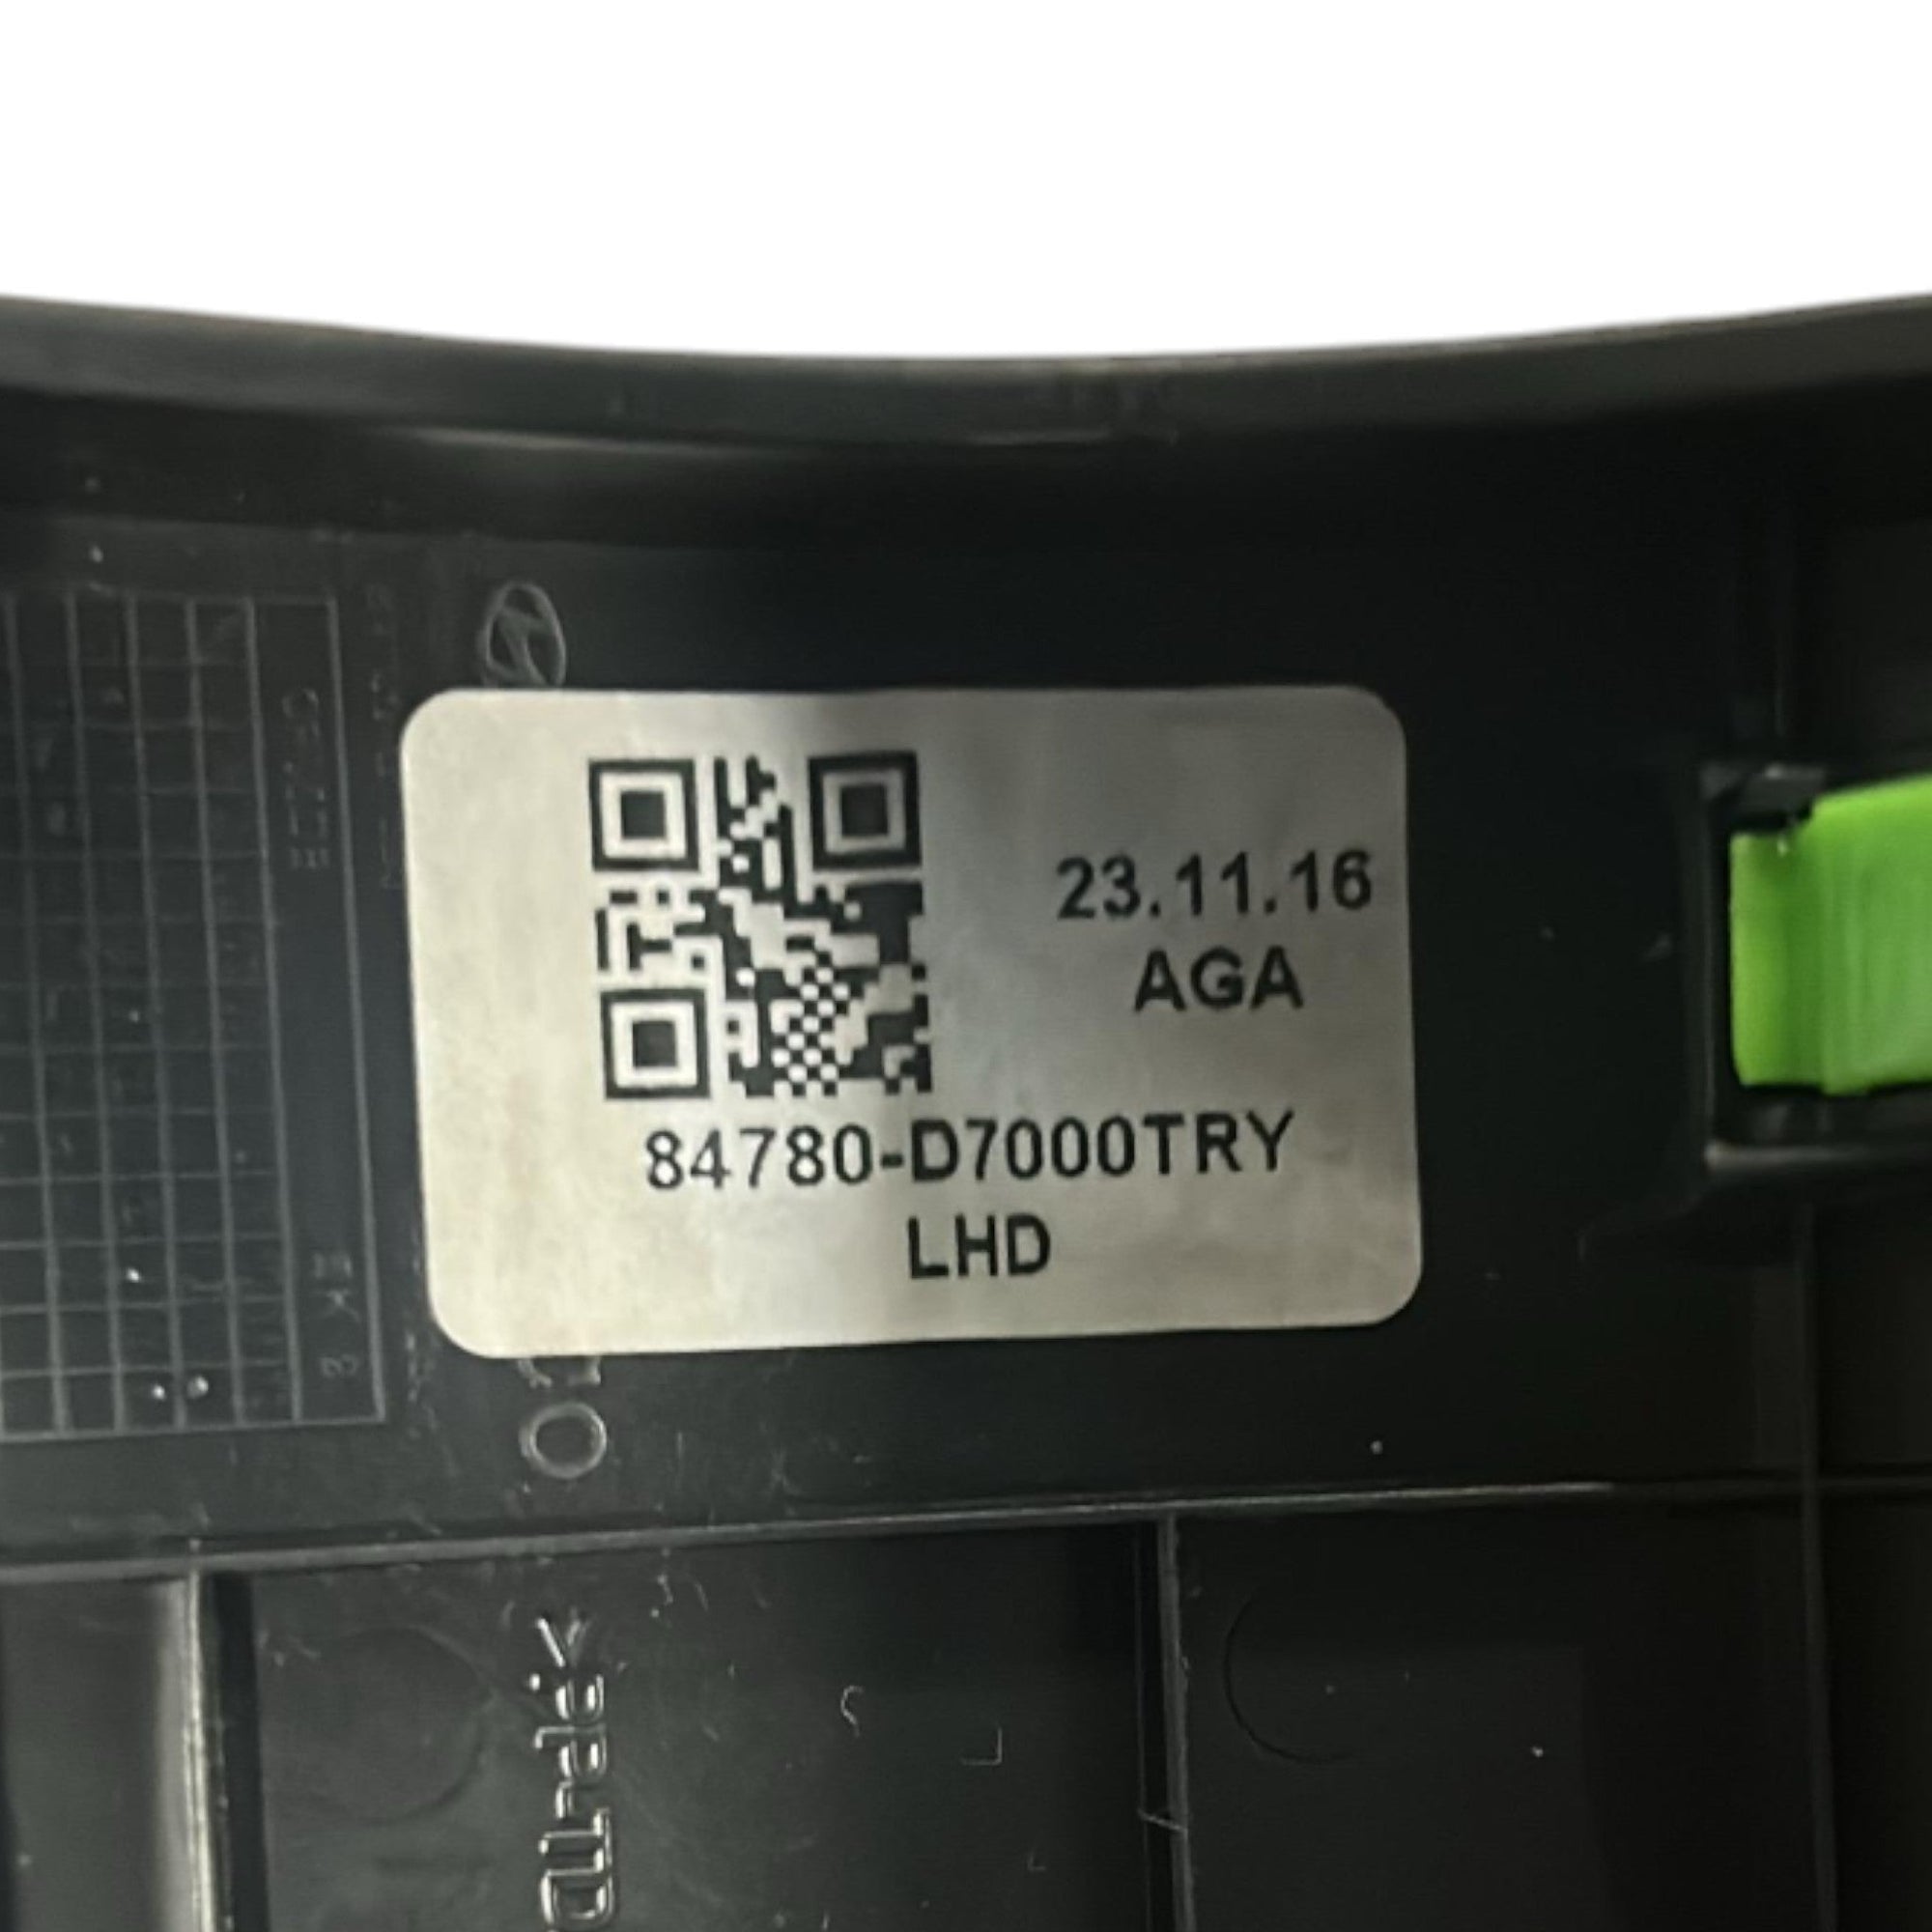 23.11.16
AGA
84780-D7000TRY
LHD